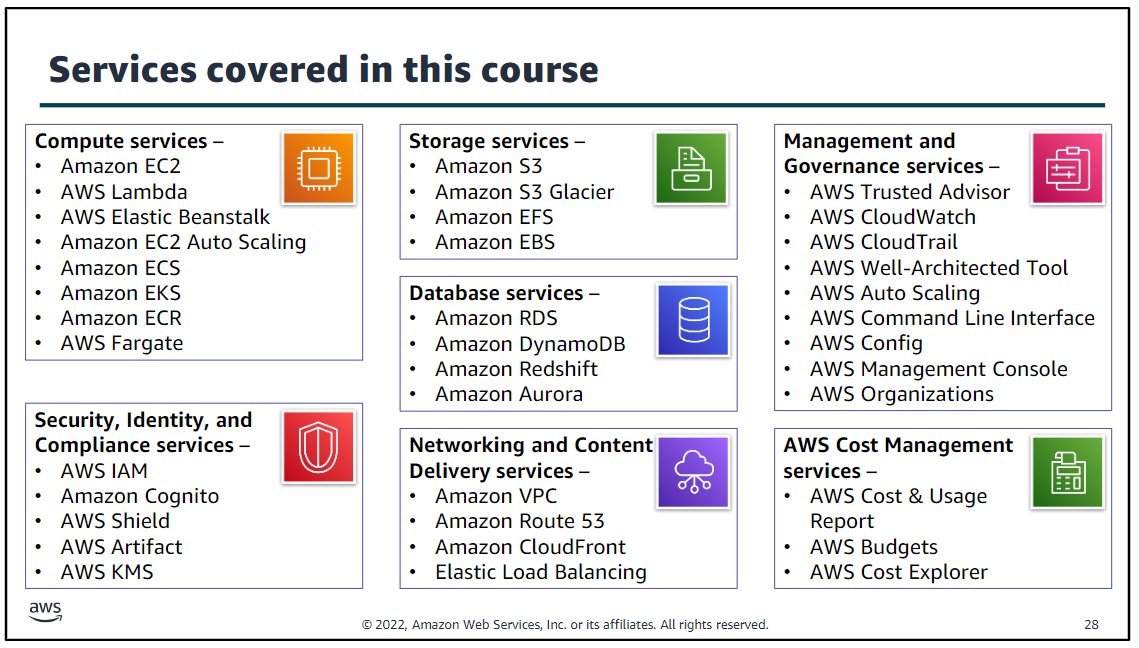 Services covered in this course
Compute services –
• Amazon EC2
• AWS Lambda
• AWS Elastic Beanstalk
• Amazon EC2 Auto Scaling
• Amazon ECS
• Amazon EKS
• Amazon ECR
• AWS Fargate
Security, Identity, and
Compliance services –
• AWS IAM
• Amazon Cognito
• AWS Shield
• AWS Artifact
• AWS KMS
Storage services –
• Amazon S3
• Amazon S3 Glacier
• Amazon EFS
• Amazon EBS
Database services –
• Amazon RDS
• Amazon DynamoDB
• Amazon Redshift
• Amazon Aurora
Networking and Content
Delivery services –
• Amazon VPC
• Amazon Route 53
• Amazon CloudFront
• Elastic Load Balancing
Management and
Governance services –
• AWS Trusted Advisor
• AWS CloudWatch
• AWS CloudTrail
• AWS Well-Architected Tool
• AWS Auto Scaling
• AWS Command Line Interface
• AWS Config
• AWS Management Console
• AWS Organizations
AWS Cost Management
services –
• AWS Cost & Usage
Report
• AWS Budgets
• AWS Cost Explorer
aws
© 2022, Amazon Web Services, Inc. or its affiliates. All rights reserved.
28